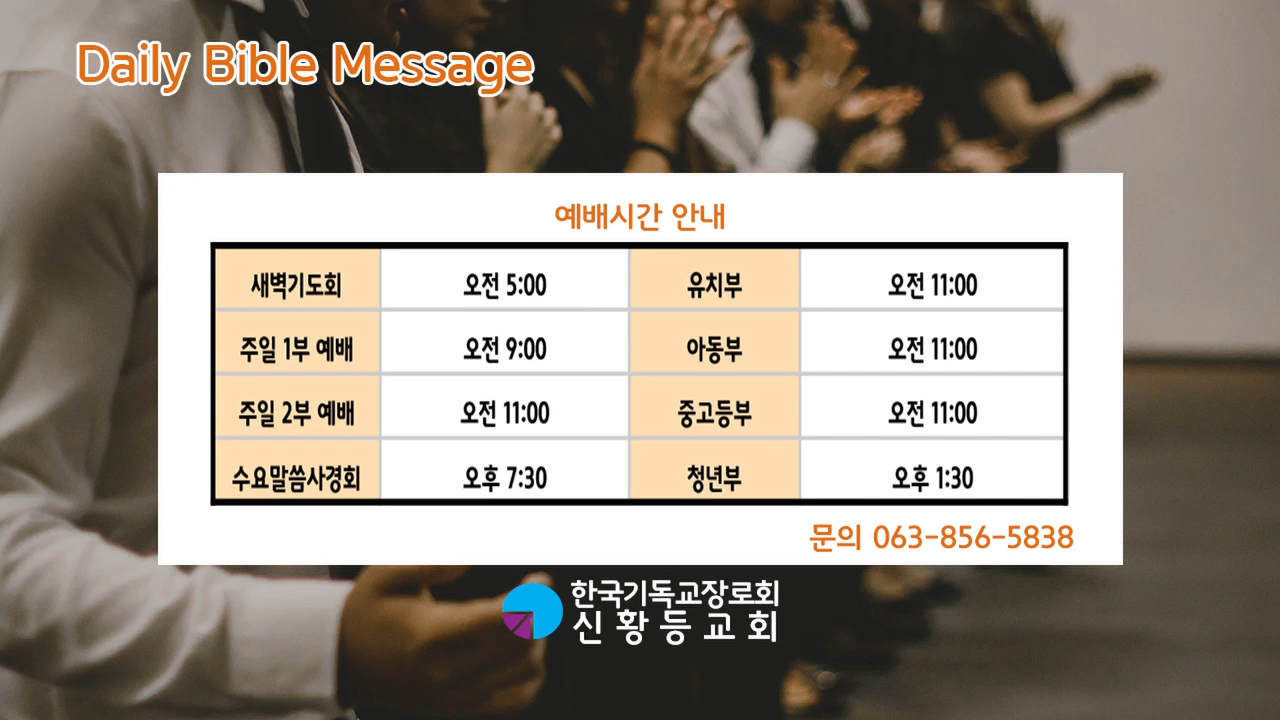 Daily Bible Message
예배시간 안내
새벽기도회 오전 5:00 유치부 오전 11:00
주일 1부 예배 오전 9:00 아동부 오전 11:00
주일 2부 예배 오전 11:00 중고등부 오전 11:00
수요말씀사경회 오후 7:30 청년부 오후 1:30
문의 063-856-5838
한국기독교장로회
신황등교회